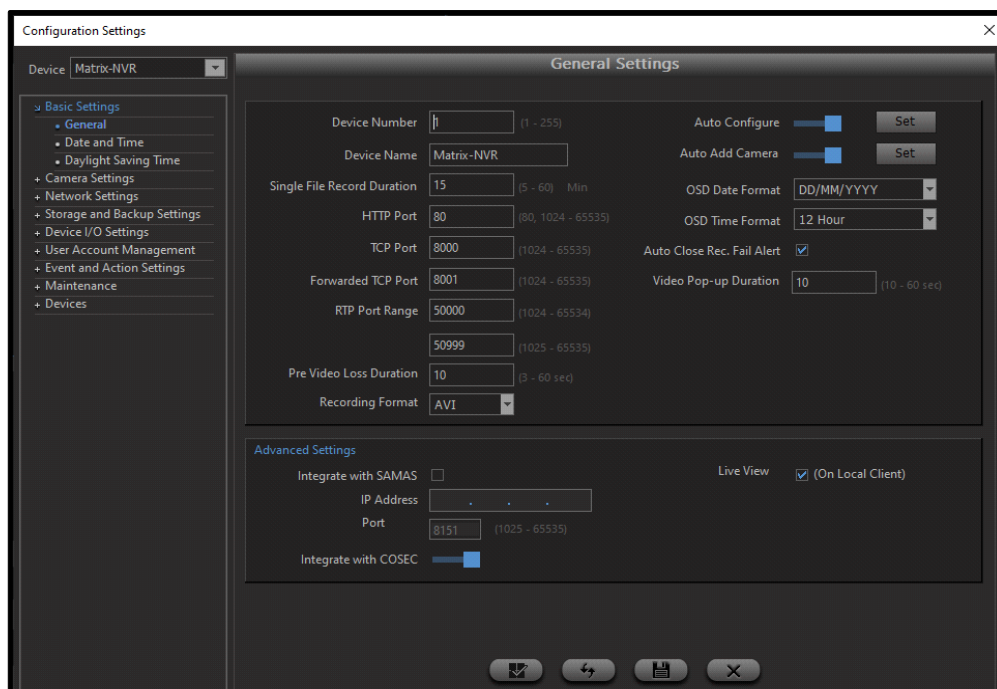 Configuration Settings
Device Matrix-NVR
General Settings
Basic Settings
General
Date and Time
Daylight Saving Time
+ Camera Settings
+ Network Settings
+ Storage and Backup Settings
+ Device I/O Settings
+ User Account Management
+ Event and Action Settings
+ Maintenance
+ Devices
Device Number 1 (1 - 255)
Device Name Matrix-NVR
Single File Record Duration 15 (5 - 60) Min
HTTP Port 80 (80, 1024 - 65535)
TCP Port 8000 (1024 - 65535)
Forwarded TCP Port 8001 (1024 - 65535)
RTP Port Range 50000 (1024 - 65534)
50999 (1025 - 65535)
Pre Video Loss Duration 10 (3 - 60 sec)
Recording Format AVI
Auto Configure Set
Auto Add Camera Set
OSD Date Format DD/MM/YYYY
OSD Time Format 12 Hour
Auto Close Rec. Fail Alert
Video Pop-up Duration 10 (10 - 60 sec)
Advanced Settings
Integrate with SAMAS
IP Address . . .
Port 8151 (1025 - 65535)
Integrate with COSEC
Live View (On Local Client)